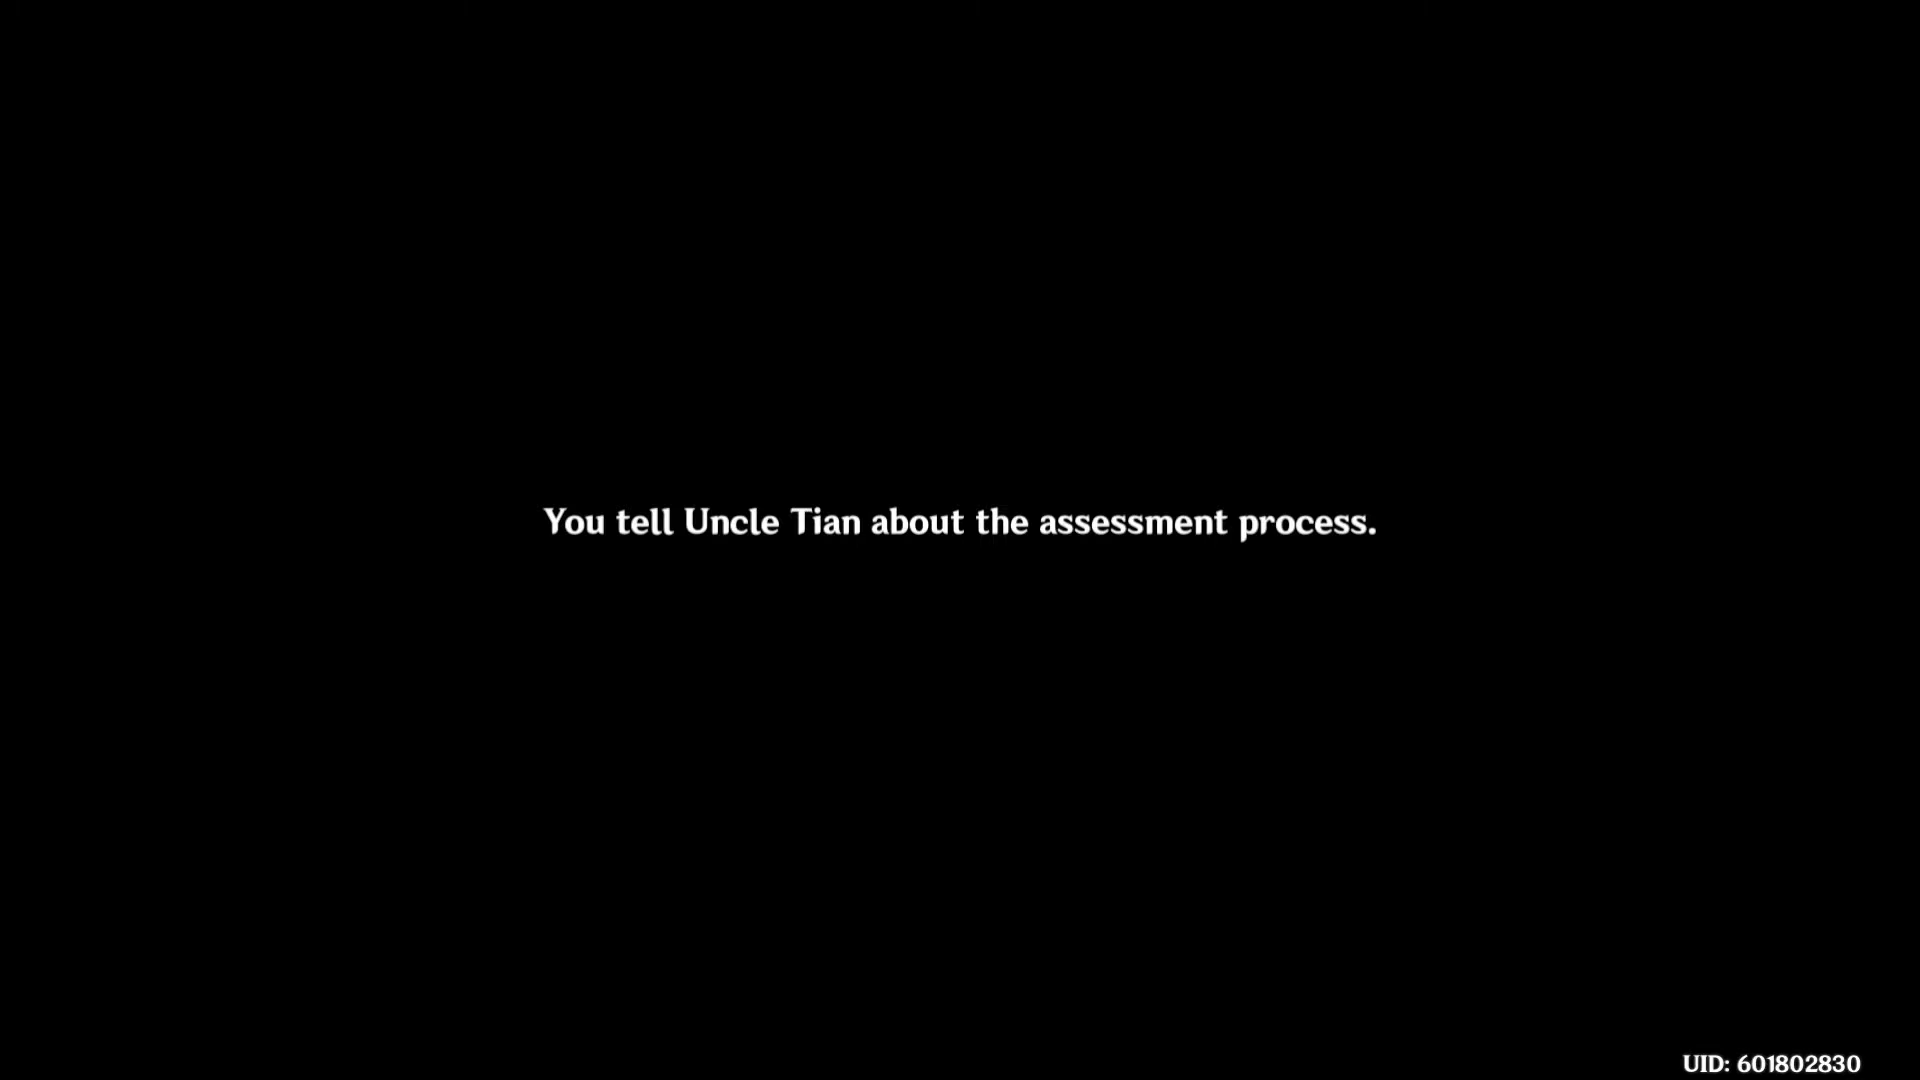 You tell Uncle Tian about the assessment process.
UID: 601802830